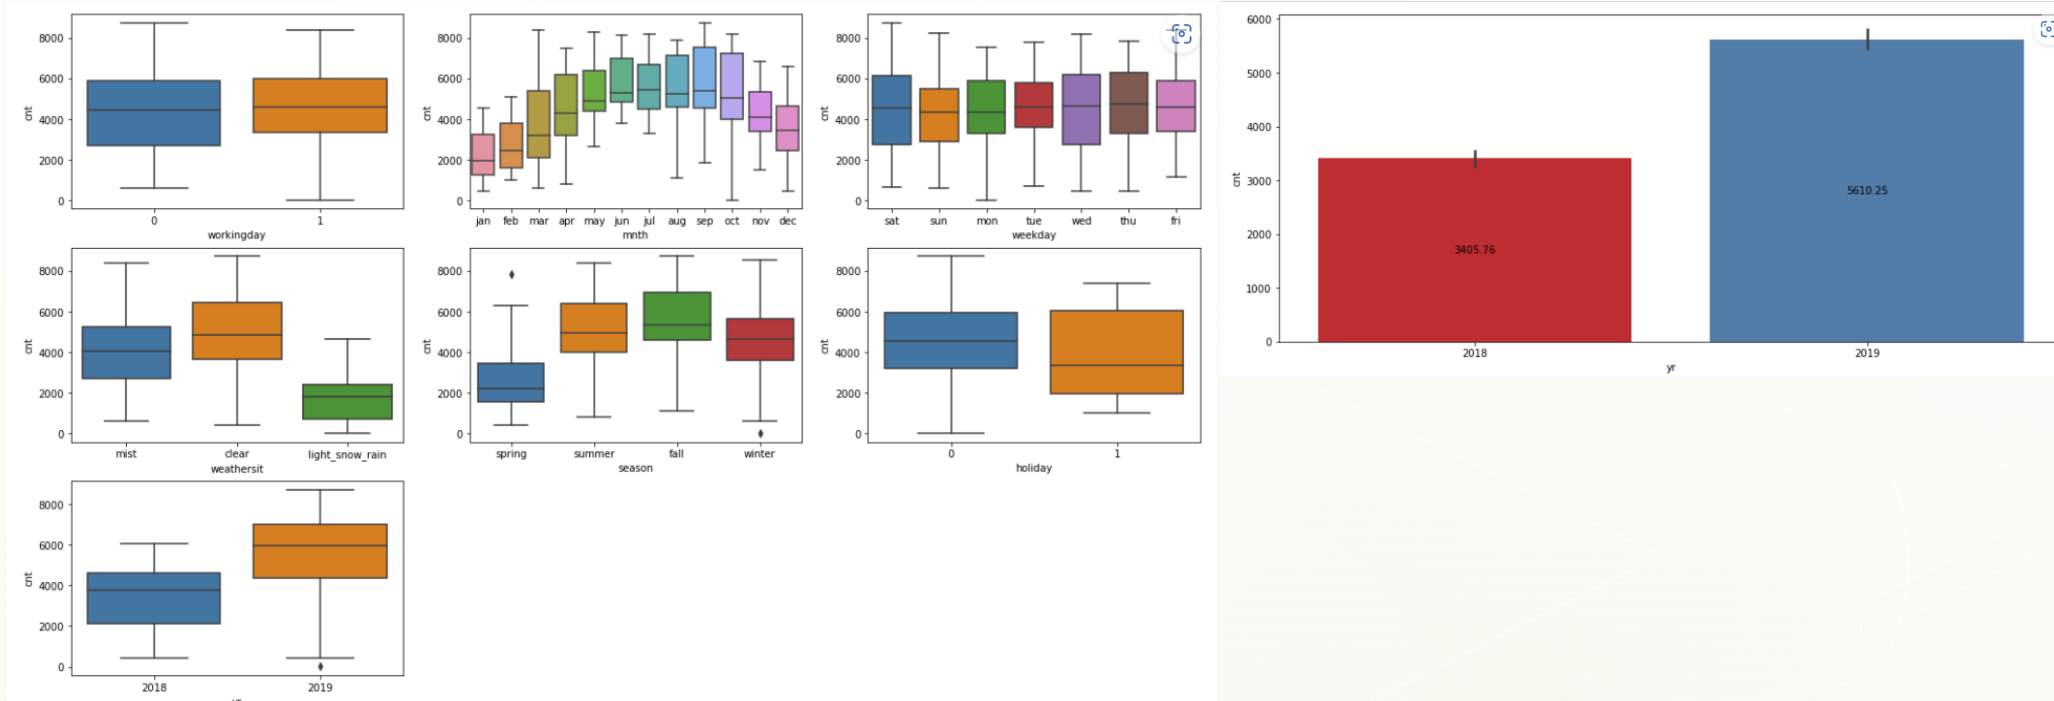 8000
6000
4000
2000
0
cnt
0 1
workingday
8000
6000
4000
2000
0
cnt
jan feb mar apr may jun jul aug sep oct nov dec
mnth
8000
6000
4000
2000
0
cnt
sat sun mon tue wed thu fri
weekday
6000
5000
4000
3000
2000
1000
0
cnt
5610.25
3405.76
2018 2019
yr
8000
6000
4000
2000
0
cnt
mist clear light_snow_rain
weathersit
8000
6000
4000
2000
0
cnt
spring summer fall winter
season
8000
6000
4000
2000
0
cnt
0 1
holiday
8000
6000
4000
2000
0
cnt
2018 2019